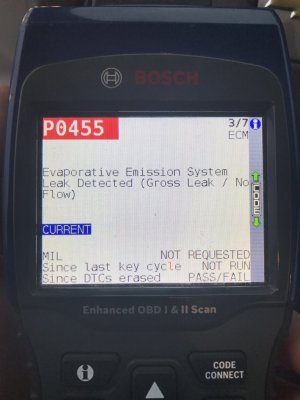 BOSCH
P0455
3/7
ECM
Evaporative Emission System
Leak Detected (Gross Leak / No
Flow)
CODES
CURRENT
MIL NOT REQUESTED
Since last key cycle NOT RUN
Since DTCs erased PASS/FAIL
Enhanced OBD I & II Scan
CODE
CONNECT